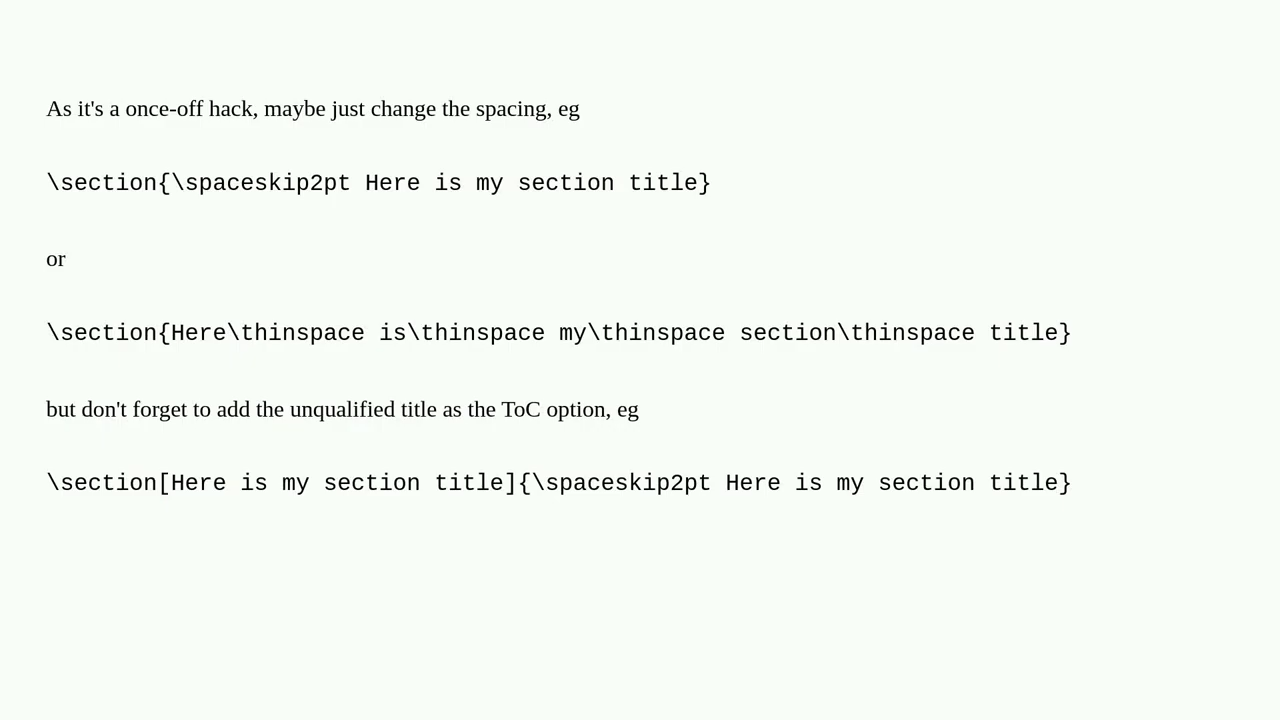 As it's a once-off hack, maybe just change the spacing, eg
\section{\spaceskip2pt Here is my section title}
or
\section{Here\thinspace is\thinspace my\thinspace section\thinspace title}
but don't forget to add the unqualified title as the ToC option, eg
\section[Here is my section title]{\spaceskip2pt Here is my section title}